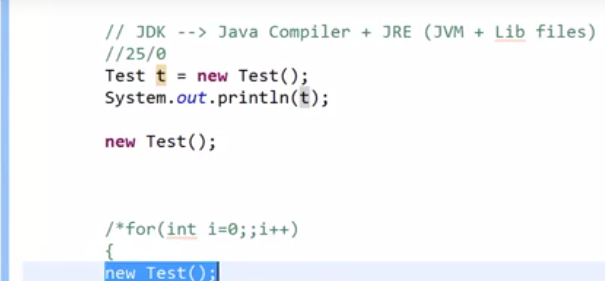 // JDK --> Java Compiler + JRE (JVM + Lib files)
//25/0
Test t = new Test();
System.out.println(t);
new Test();
/*for(int i=0;;i++)
{
new Test();